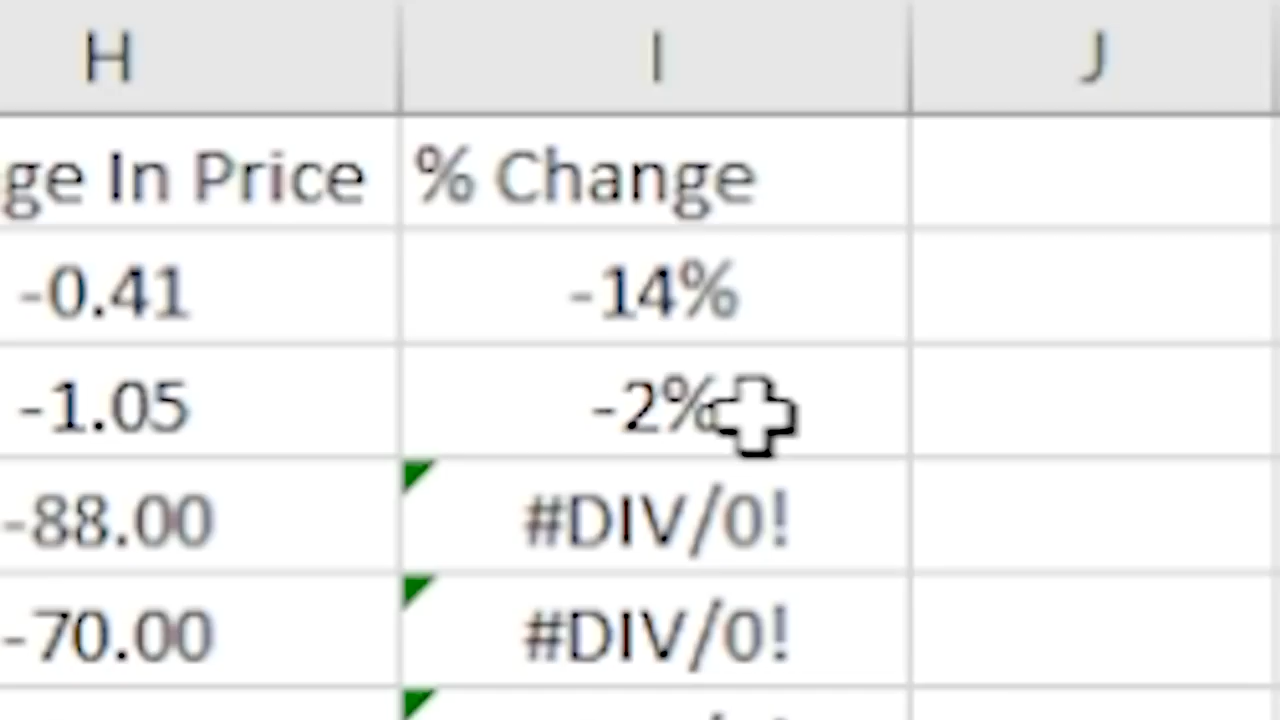 H I J
ge In Price % Change
-0.41 -14%
-1.05 -2%
-88.00 #DIV/0!
-70.00 #DIV/0!